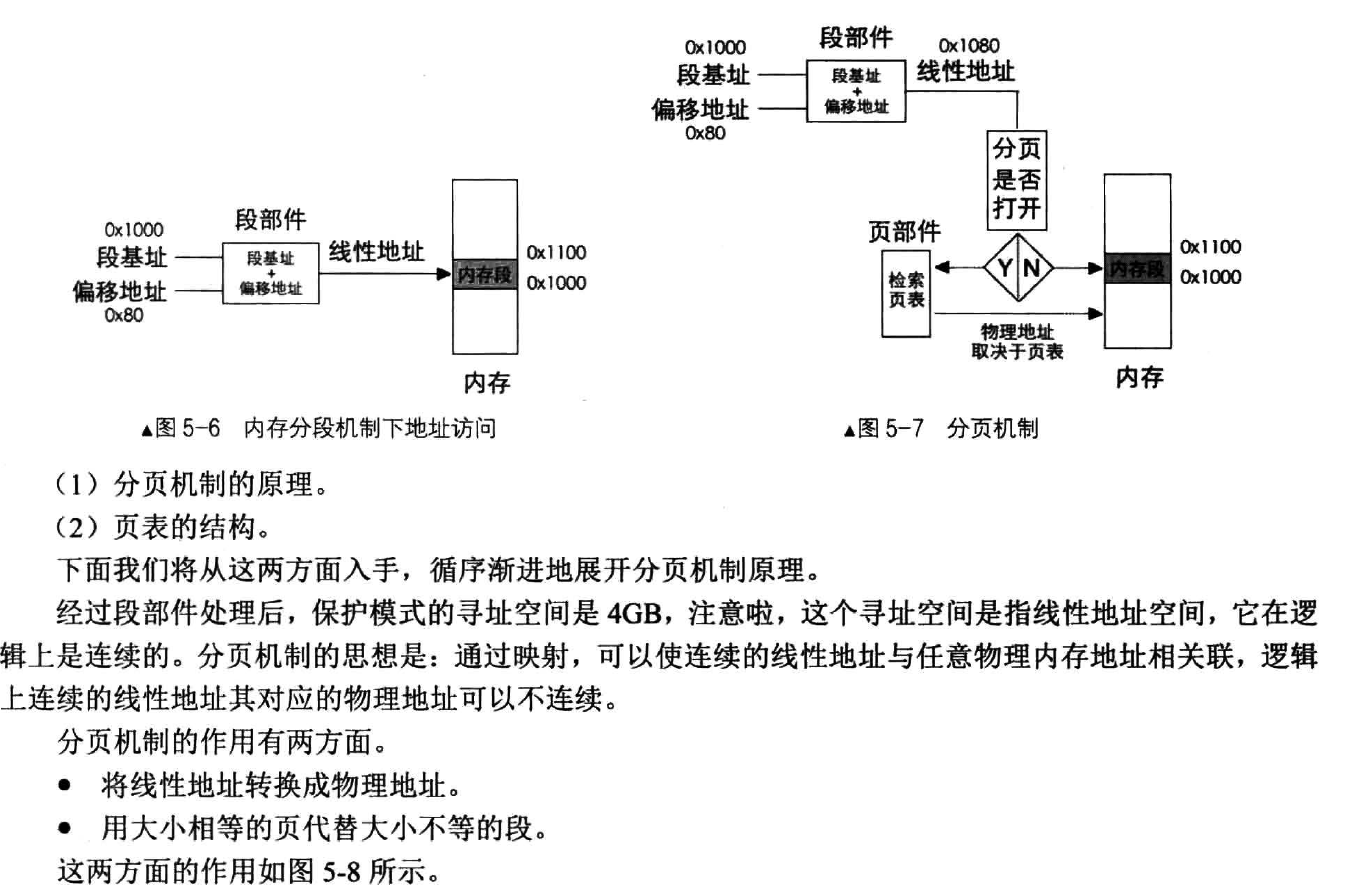 0x1000
段基址
偏移地址
0x80
段部件
段基址
+
偏移地址
线性地址
内存段
0x1100
0x1000
内存
▲图 5-6 内存分段机制下地址访问
0x1000
段基址
偏移地址
0x80
段部件
段基址
+
偏移地址
0x1080
线性地址
分页
是否
打开
Y N
页部件
检索
页表
物理地址
取决于页表
内存段
0x1100
0x1000
内存
▲图 5-7 分页机制
（1）分页机制的原理。
（2）页表的结构。
下面我们将从这两方面入手，循序渐进地展开分页机制原理。
经过段部件处理后，保护模式的寻址空间是 4GB，注意啦，这个寻址空间是指线性地址空间，它在逻
辑上是连续的。分页机制的思想是：通过映射，可以使连续的线性地址与任意物理内存地址相关联，逻辑
上连续的线性地址其对应的物理地址可以不连续。
分页机制的作用有两方面。
● 将线性地址转换成物理地址。
● 用大小相等的页代替大小不等的段。
这两方面的作用如图 5-8 所示。